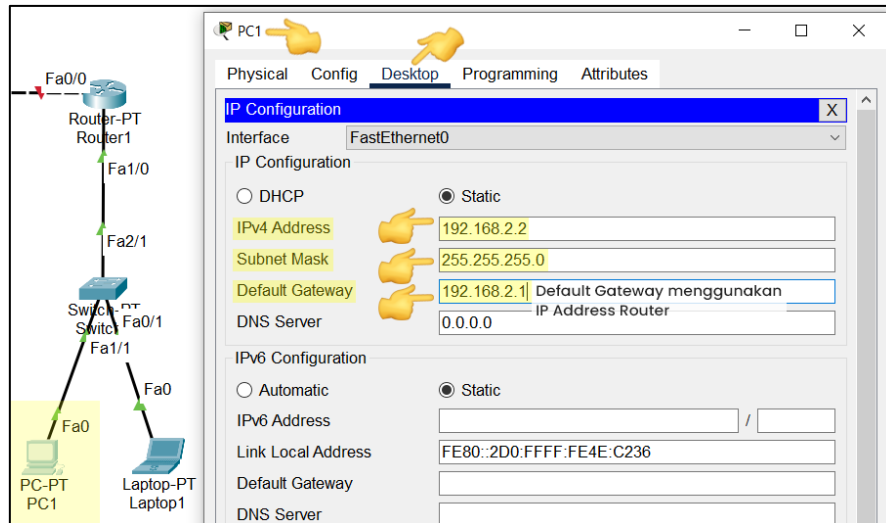 PC1
Physical Config Desktop Programming Attributes
IP Configuration X
Interface FastEthernet0
IP Configuration
DHCP Static
IPv4 Address 192.168.2.2
Subnet Mask 255.255.255.0
Default Gateway 192.168.2.1 Default Gateway menggunakan
IP Address Router
DNS Server 0.0.0.0
IPv6 Configuration
Automatic Static
IPv6 Address /
Link Local Address FE80::2D0:FFFF:FE4E:C236
Default Gateway
DNS Server
Fa0/0
Router-PT
Router1
Fa1/0
Fa2/1
Switch-PT
Fa0/1
Fa1/1
Fa0
Fa0
PC-PT
PC1
Laptop-PT
Laptop1